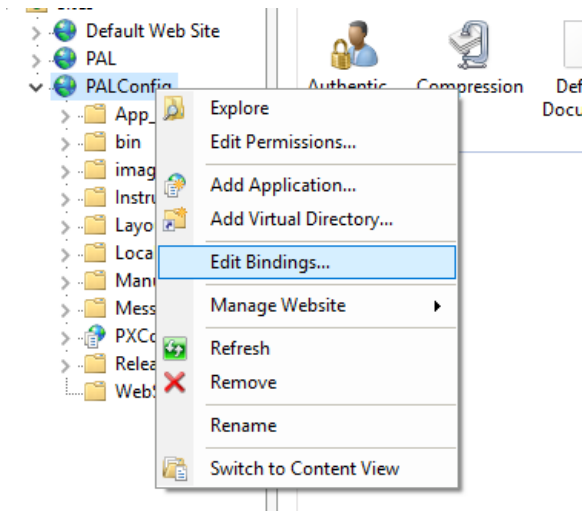 Default Web Site
PAL
PALConfig
App_
bin
imag
Instru
Layo
Loca
Manu
Mess
PXCo
Relea
WebS
Authentic
Compression
Def
Docu
Explore
Edit Permissions...
Add Application...
Add Virtual Directory...
Edit Bindings...
Manage Website
Refresh
Remove
Rename
Switch to Content View